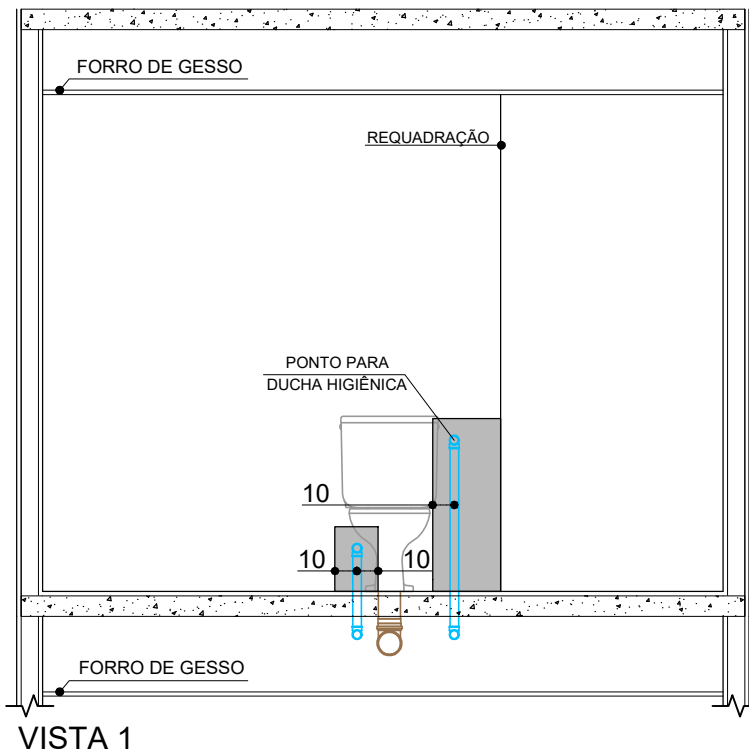 FORRO DE GESSO
REQUADRAÇÃO
PONTO PARA
DUCHA HIGIÊNICA
10
10
10
FORRO DE GESSO
VISTA 1